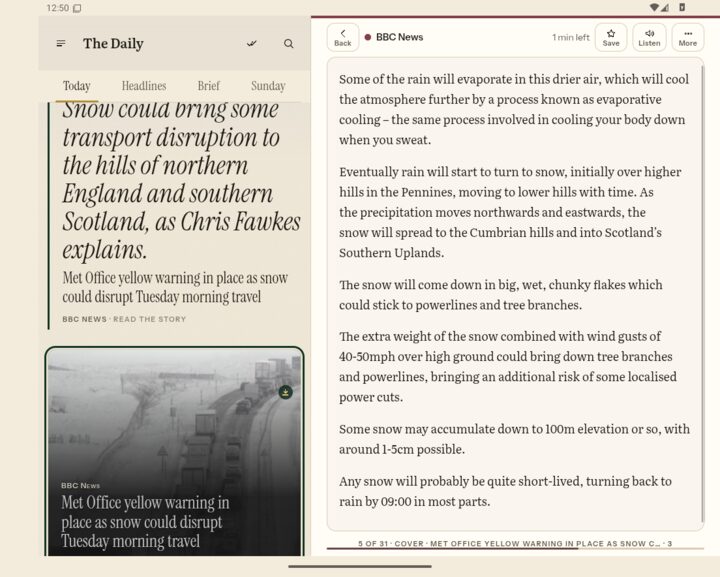 12:50
The Daily
Today
Headlines
Brief
Sunday
Snow could bring some
transport disruption to
the hills of northern
England and southern
Scotland, as Chris Fawkes
explains.
Met Office yellow warning in place as snow
could disrupt Tuesday morning travel
BBC NEWS · READ THE STORY
BBC News
Met Office yellow warning in
place as snow could disrupt
Tuesday morning travel
Back
BBC News
1 min left
Save
Listen
More
Some of the rain will evaporate in this drier air, which will cool
the atmosphere further by a process known as evaporative
cooling – the same process involved in cooling your body down
when you sweat.
Eventually rain will start to turn to snow, initially over higher
hills in the Pennines, moving to lower hills with time. As
the precipitation moves northwards and eastwards, the
snow will spread to the Cumbrian hills and into Scotland's
Southern Uplands.
The snow will come down in big, wet, chunky flakes which
could stick to powerlines and tree branches.
The extra weight of the snow combined with wind gusts of
40-50mph over high ground could bring down tree branches
and powerlines, bringing an additional risk of some localised
power cuts.
Some snow may accumulate down to 100m elevation or so, with
around 1-5cm possible.
Any snow will probably be quite short-lived, turning back to
rain by 09:00 in most parts.
5 OF 31 · COVER · MET OFFICE YELLOW WARNING IN PLACE AS SNOW C… · 3